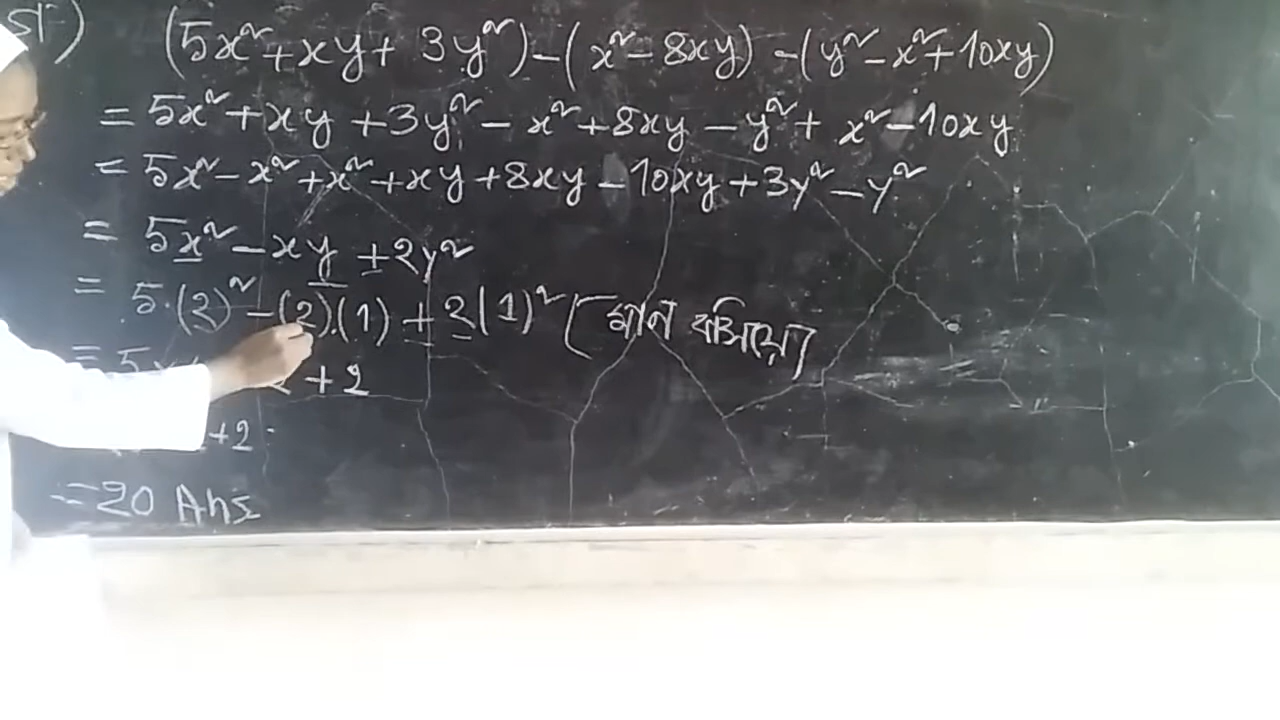 (5x² + xy + 3y²) - (x² - 8xy) - (y² - x² + 10xy)
= 5x² + xy + 3y² - x² + 8xy - y² + x² - 10xy
= 5x² - x² + x² + xy + 8xy - 10xy + 3y² - y²
= 5x² - xy + 2y²
= 5·(2)² - (2)·(1) + 2(1)² (মান বসিয়ে)
= 5 + 2
+2
=20 Ans